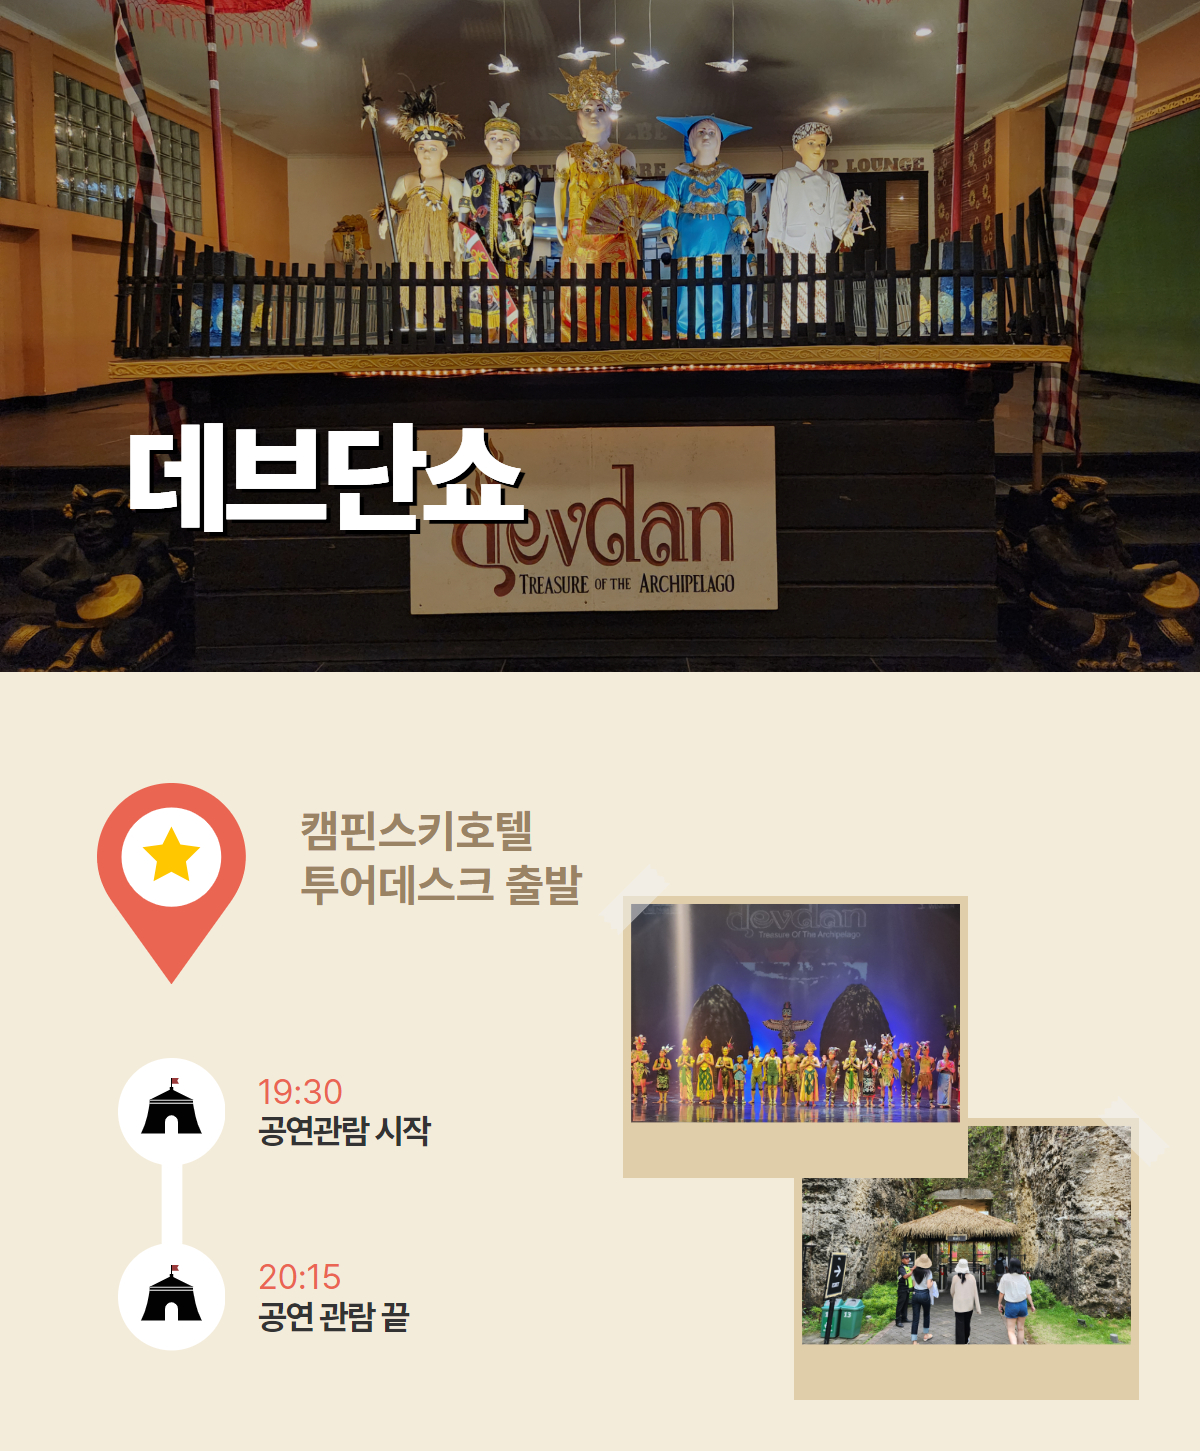 LOUNGE
데브단쇼
devdan
TREASURE OF THE ARCHIPELAGO
캠핀스키호텔
투어데스크 출발
devdan
Treasure Of The Archipelago
19:30
공연관람 시작
20:15
공연 관람 끝